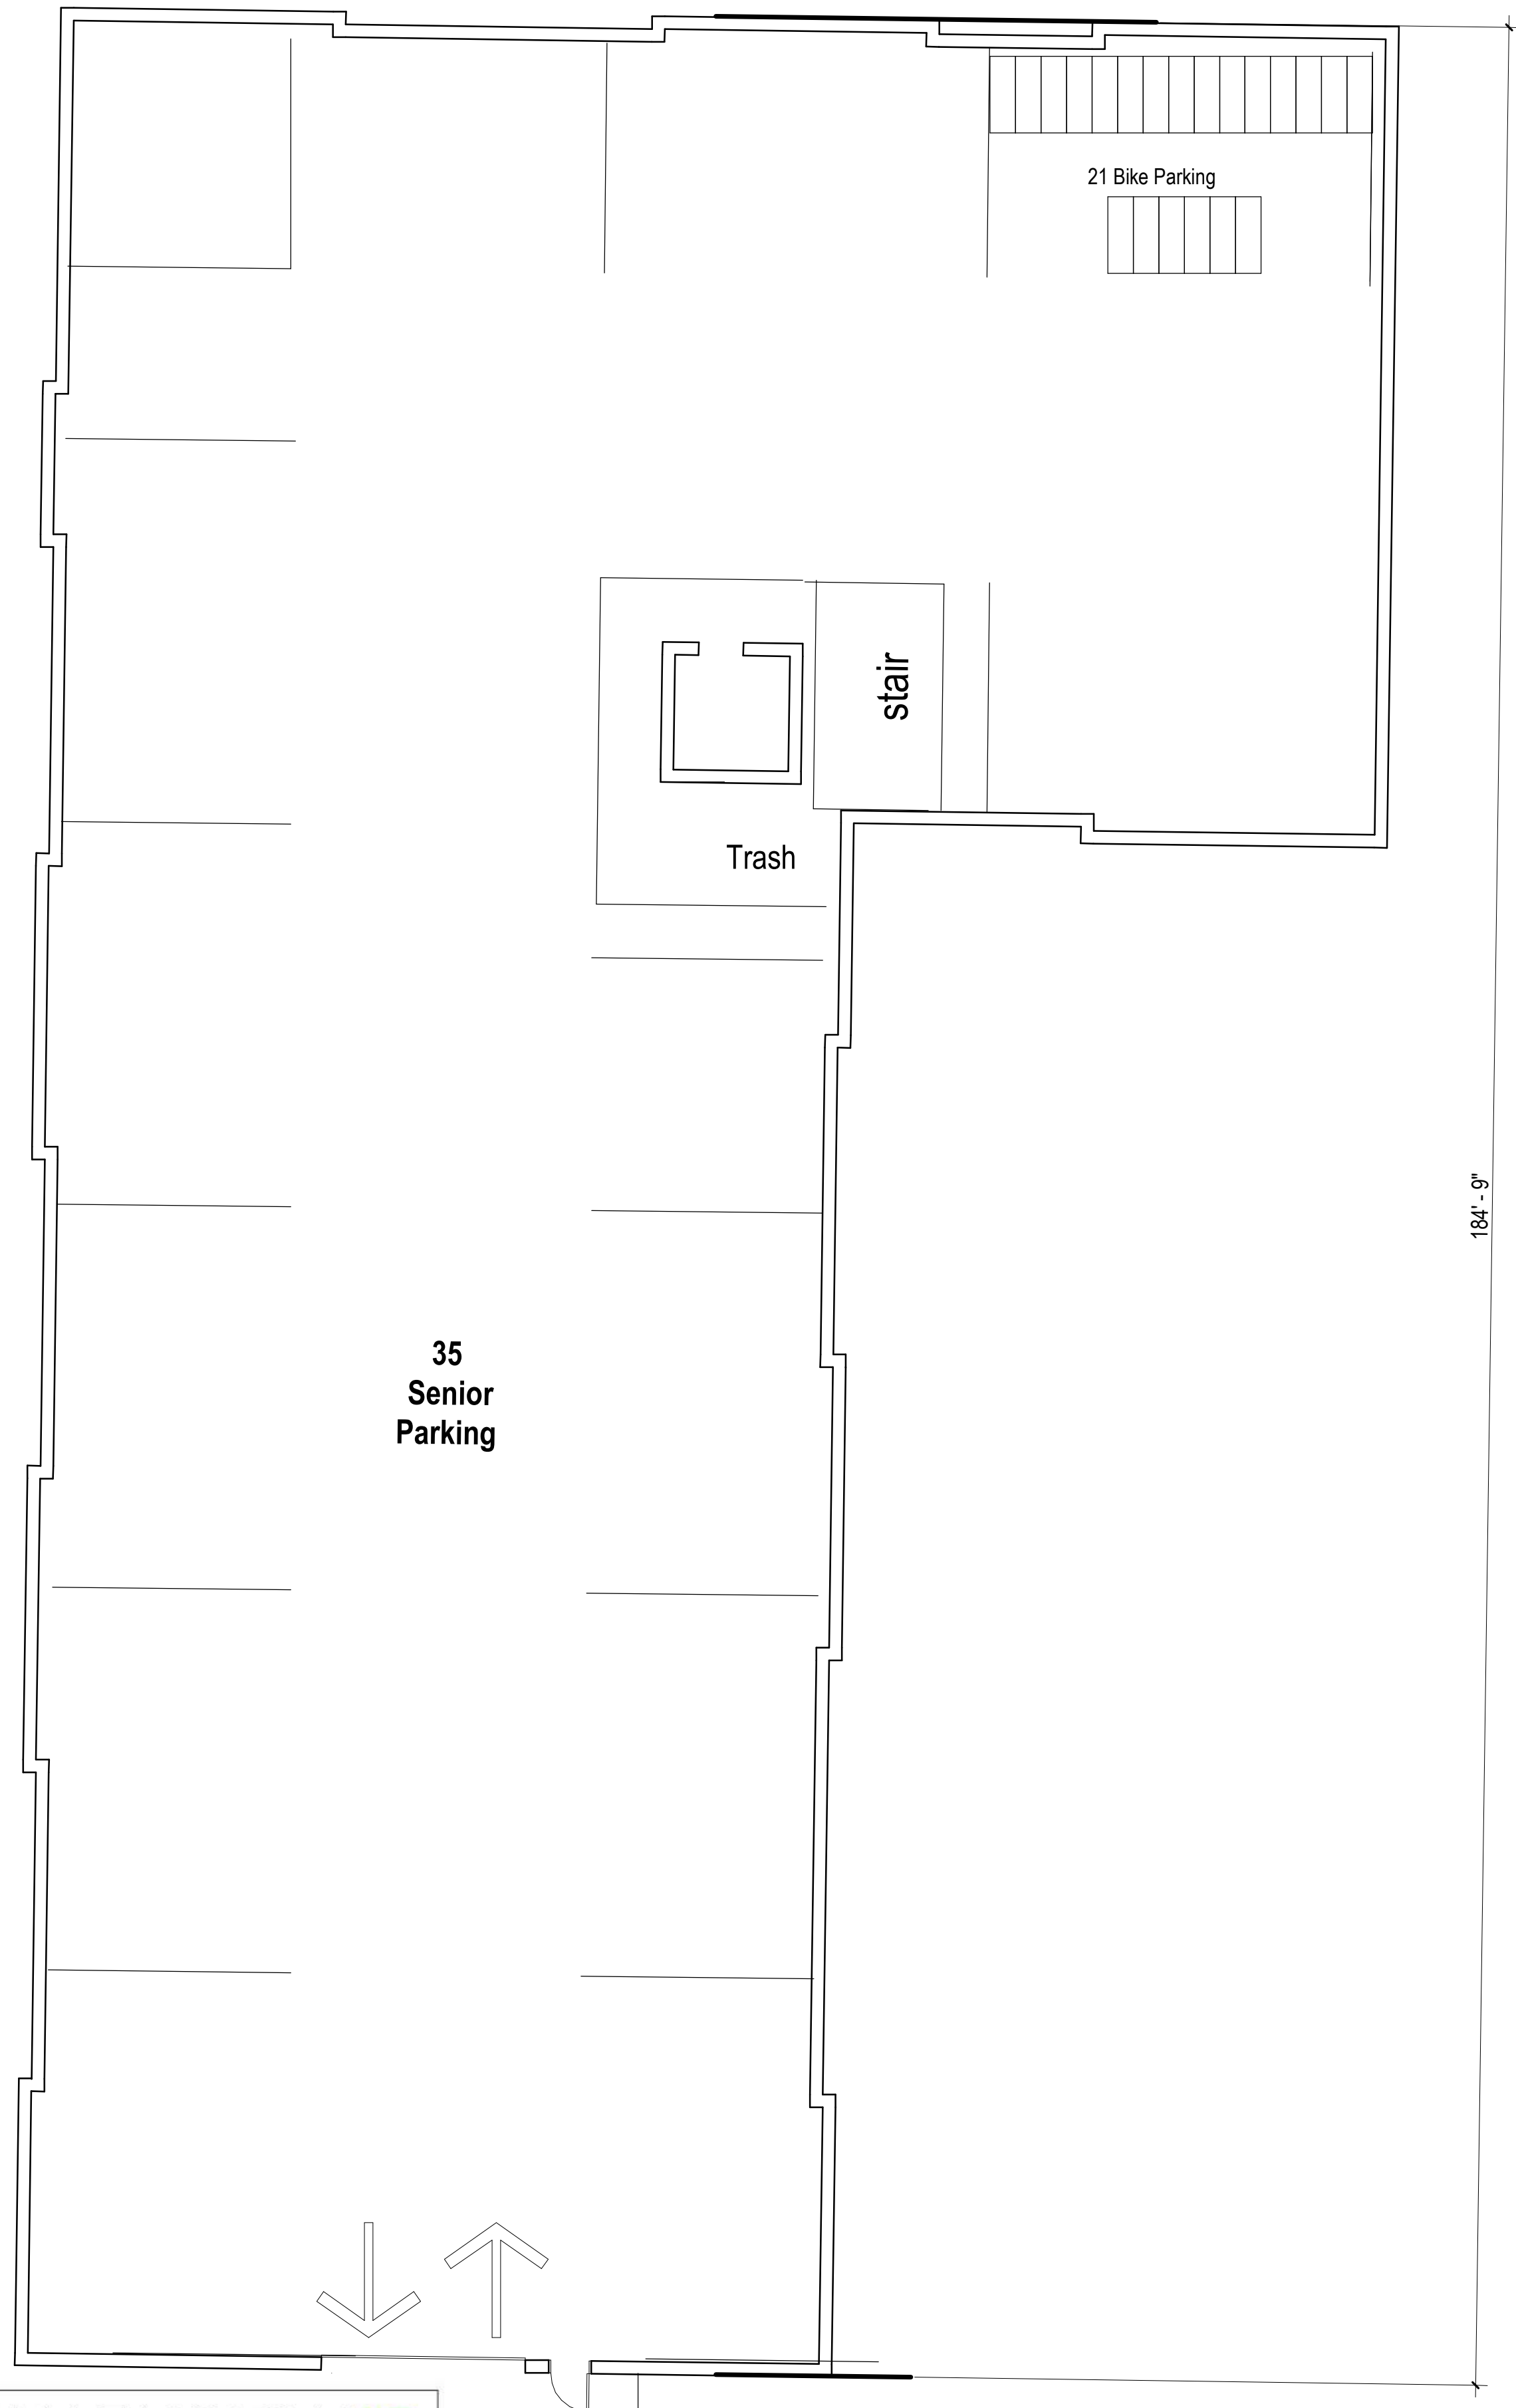 21 Bike Parking
stair
Trash
184' - 9"
35
Senior
Parking